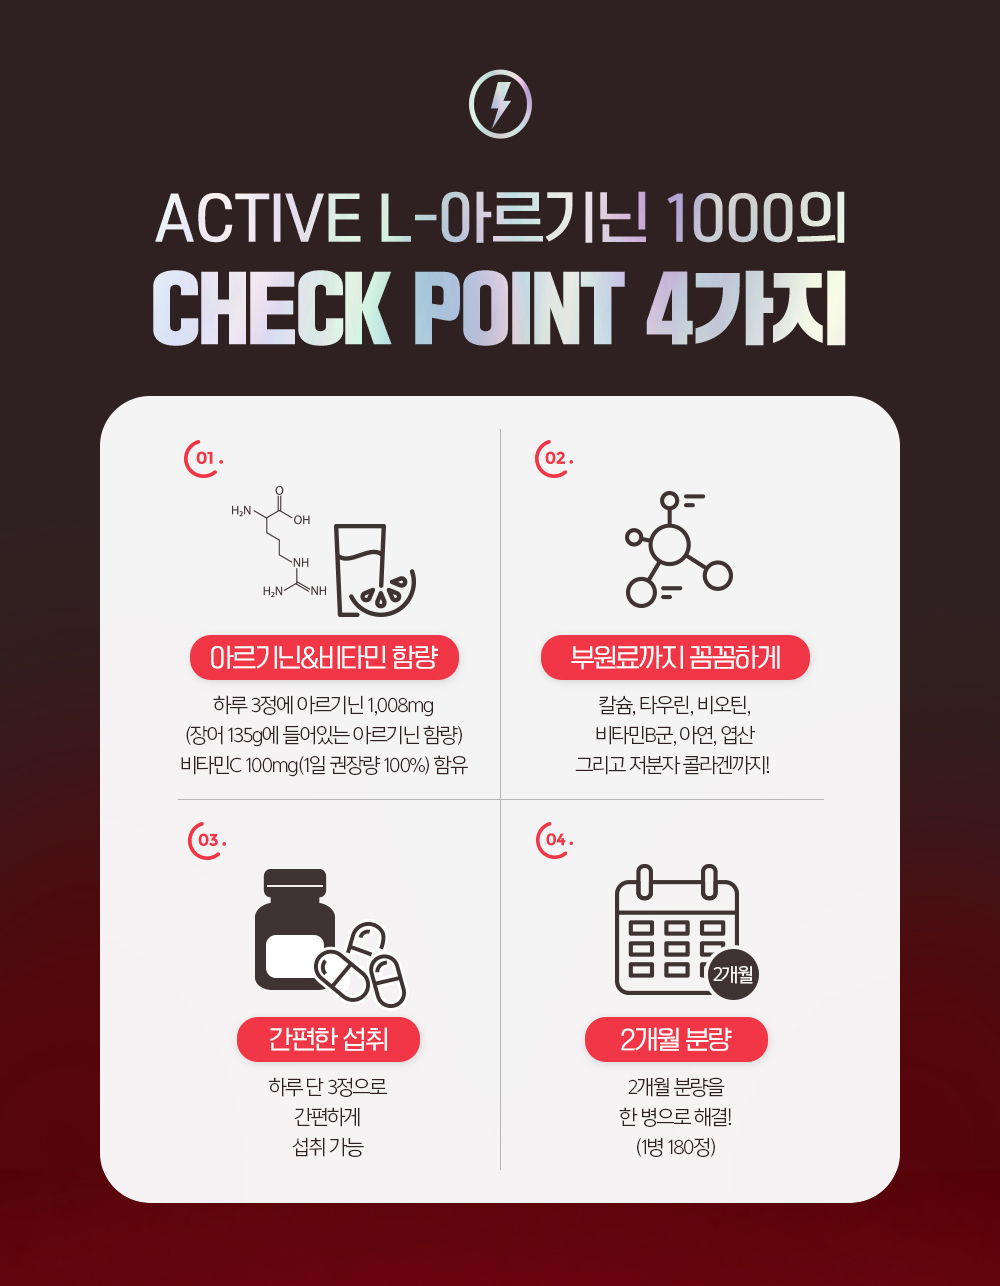 ACTIVE L-아르기닌 1000의
CHECK POINT 4가지
01.
H₂N
O
OH
NH
H₂N
NH
아르기닌&비타민 함량
하루 3정에 아르기닌 1,008mg
(장어 135g에 들어있는 아르기닌 함량)
비타민C 100mg(1일 권장량 100%) 함유
02.
부원료까지 꼼꼼하게
칼슘, 타우린, 비오틴,
비타민B군, 아연, 엽산
그리고 저분자 콜라겐까지!
03.
간편한 섭취
하루 단 3정으로
간편하게
섭취 가능
04.
2개월
2개월 분량
2개월 분량을
한 병으로 해결!
(1병 180정)